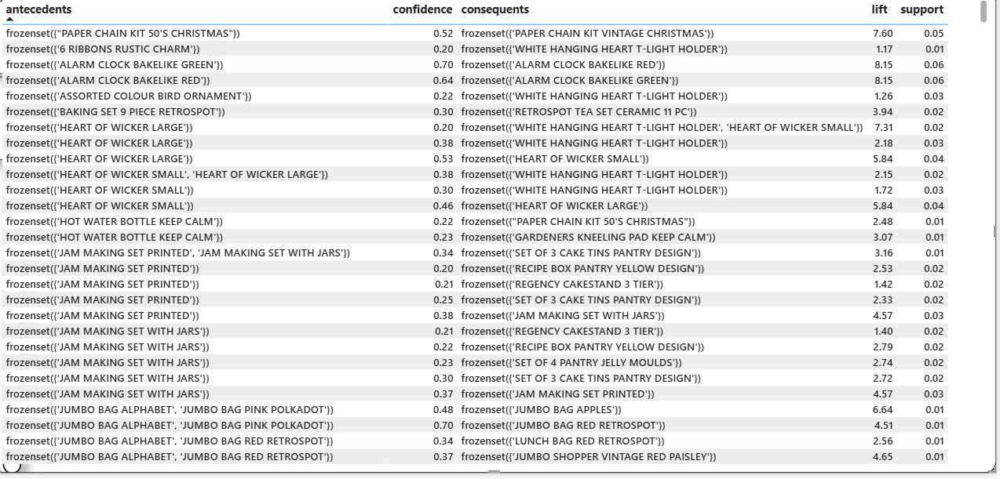 antecedents confidence consequents lift support
frozenset({"PAPER CHAIN KIT 50'S CHRISTMAS"}) 0.52 frozenset({'PAPER CHAIN KIT VINTAGE CHRISTMAS'}) 7.60 0.05
frozenset({'6 RIBBONS RUSTIC CHARM'}) 0.20 frozenset({'WHITE HANGING HEART T-LIGHT HOLDER'}) 1.17 0.01
frozenset({'ALARM CLOCK BAKELIKE GREEN'}) 0.70 frozenset({'ALARM CLOCK BAKELIKE RED'}) 8.15 0.06
frozenset({'ALARM CLOCK BAKELIKE RED'}) 0.64 frozenset({'ALARM CLOCK BAKELIKE GREEN'}) 8.15 0.06
frozenset({'ASSORTED COLOUR BIRD ORNAMENT'}) 0.22 frozenset({'WHITE HANGING HEART T-LIGHT HOLDER'}) 1.26 0.03
frozenset({'BAKING SET 9 PIECE RETROSPOT'}) 0.30 frozenset({'RETROSPOT TEA SET CERAMIC 11 PC'}) 3.94 0.02
frozenset({'HEART OF WICKER LARGE'}) 0.20 frozenset({'WHITE HANGING HEART T-LIGHT HOLDER', 'HEART OF WICKER SMALL'}) 7.31 0.02
frozenset({'HEART OF WICKER LARGE'}) 0.38 frozenset({'WHITE HANGING HEART T-LIGHT HOLDER'}) 2.18 0.03
frozenset({'HEART OF WICKER LARGE'}) 0.53 frozenset({'HEART OF WICKER SMALL'}) 5.84 0.04
frozenset({'HEART OF WICKER SMALL', 'HEART OF WICKER LARGE'}) 0.38 frozenset({'WHITE HANGING HEART T-LIGHT HOLDER'}) 2.15 0.02
frozenset({'HEART OF WICKER SMALL'}) 0.30 frozenset({'WHITE HANGING HEART T-LIGHT HOLDER'}) 1.72 0.03
frozenset({'HEART OF WICKER SMALL'}) 0.46 frozenset({'HEART OF WICKER LARGE'}) 5.84 0.04
frozenset({'HOT WATER BOTTLE KEEP CALM'}) 0.22 frozenset({"PAPER CHAIN KIT 50'S CHRISTMAS"}) 2.48 0.01
frozenset({'HOT WATER BOTTLE KEEP CALM'}) 0.23 frozenset({'GARDENERS KNEELING PAD KEEP CALM'}) 3.07 0.01
frozenset({'JAM MAKING SET PRINTED', 'JAM MAKING SET WITH JARS'}) 0.34 frozenset({'SET OF 3 CAKE TINS PANTRY DESIGN'}) 3.16 0.01
frozenset({'JAM MAKING SET PRINTED'}) 0.20 frozenset({'RECIPE BOX PANTRY YELLOW DESIGN'}) 2.53 0.02
frozenset({'JAM MAKING SET PRINTED'}) 0.21 frozenset({'REGENCY CAKESTAND 3 TIER'}) 1.42 0.02
frozenset({'JAM MAKING SET PRINTED'}) 0.25 frozenset({'SET OF 3 CAKE TINS PANTRY DESIGN'}) 2.33 0.02
frozenset({'JAM MAKING SET PRINTED'}) 0.38 frozenset({'JAM MAKING SET WITH JARS'}) 4.57 0.03
frozenset({'JAM MAKING SET WITH JARS'}) 0.21 frozenset({'REGENCY CAKESTAND 3 TIER'}) 1.40 0.02
frozenset({'JAM MAKING SET WITH JARS'}) 0.22 frozenset({'RECIPE BOX PANTRY YELLOW DESIGN'}) 2.79 0.02
frozenset({'JAM MAKING SET WITH JARS'}) 0.23 frozenset({'SET OF 4 PANTRY JELLY MOULDS'}) 2.74 0.02
frozenset({'JAM MAKING SET WITH JARS'}) 0.30 frozenset({'SET OF 3 CAKE TINS PANTRY DESIGN'}) 2.72 0.02
frozenset({'JAM MAKING SET WITH JARS'}) 0.37 frozenset({'JAM MAKING SET PRINTED'}) 4.57 0.03
frozenset({'JUMBO BAG ALPHABET', 'JUMBO BAG PINK POLKADOT'}) 0.48 frozenset({'JUMBO BAG APPLES'}) 6.64 0.01
frozenset({'JUMBO BAG ALPHABET', 'JUMBO BAG PINK POLKADOT'}) 0.70 frozenset({'JUMBO BAG RED RETROSPOT'}) 4.51 0.01
frozenset({'JUMBO BAG ALPHABET', 'JUMBO BAG RED RETROSPOT'}) 0.34 frozenset({'LUNCH BAG RED RETROSPOT'}) 2.56 0.01
frozenset({'JUMBO BAG ALPHABET', 'JUMBO BAG RED RETROSPOT'}) 0.37 frozenset({'JUMBO SHOPPER VINTAGE RED PAISLEY'}) 4.65 0.01